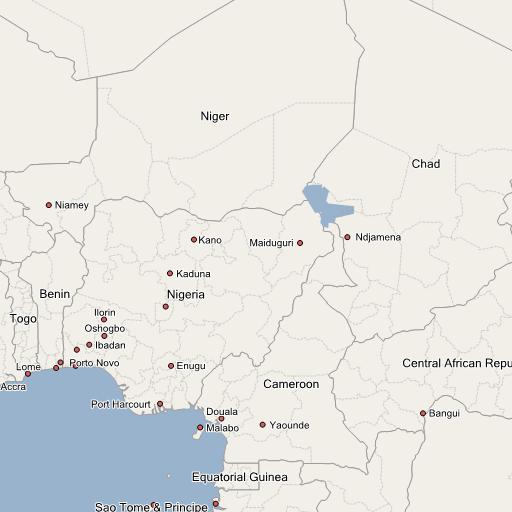 Niger
Chad
Niamey
Kano
Maiduguri
Ndjamena
Kaduna
Benin
Nigeria
Ilorin
Togo
Oshogbo
Ibadan
Lome
Porto Novo
Enugu
Central African Repu
Accra
Cameroon
Port Harcourt
Douala
Bangui
Malabo
Yaounde
Equatorial Guinea
Sao Tome & Principe